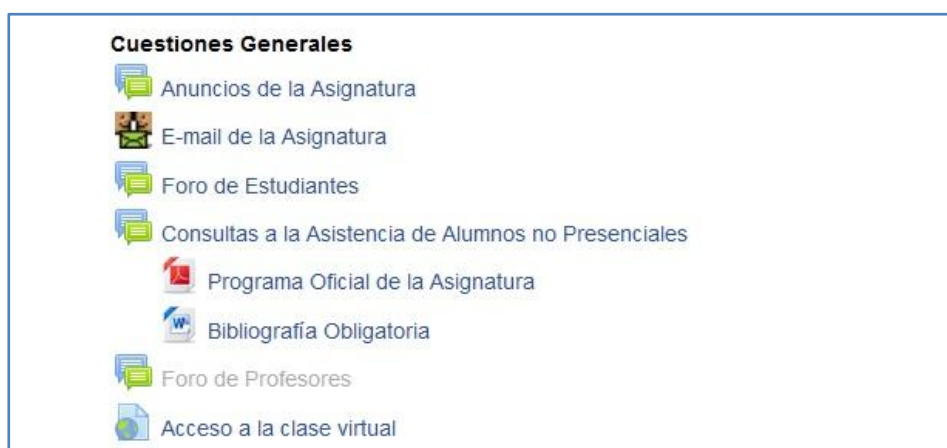 Cuestiones Generales
Anuncios de la Asignatura
E-mail de la Asignatura
Foro de Estudiantes
Consultas a la Asistencia de Alumnos no Presenciales
Programa Oficial de la Asignatura
Bibliografía Obligatoria
Foro de Profesores
Acceso a la clase virtual